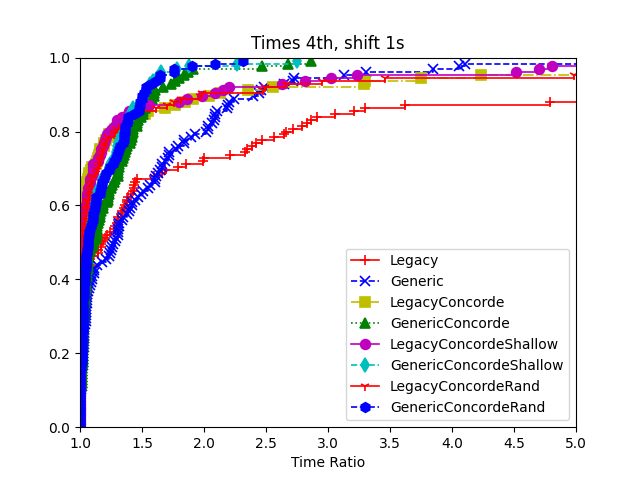 Times 4th, shift 1s
1.0
0.8
0.6
0.4
0.2
0.0
Legacy
Generic
LegacyConcorde
GenericConcorde
LegacyConcordeShallow
GenericConcordeShallow
LegacyConcordeRand
GenericConcordeRand
1.0 1.5 2.0 2.5 3.0 3.5 4.0 4.5 5.0
Time Ratio